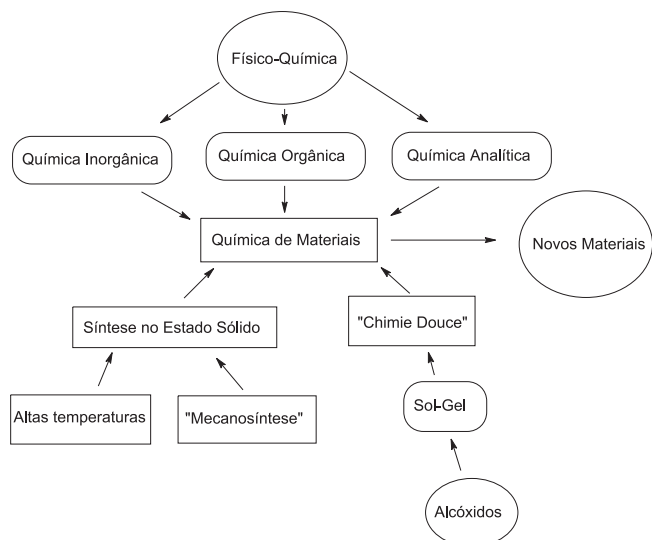 Físico-Química
Química Inorgânica
Química Orgânica
Química Analítica
Química de Materiais
Novos Materiais
Síntese no Estado Sólido
"Chimie Douce"
Altas temperaturas
"Mecanosíntese"
Sol-Gel
Alcóxidos